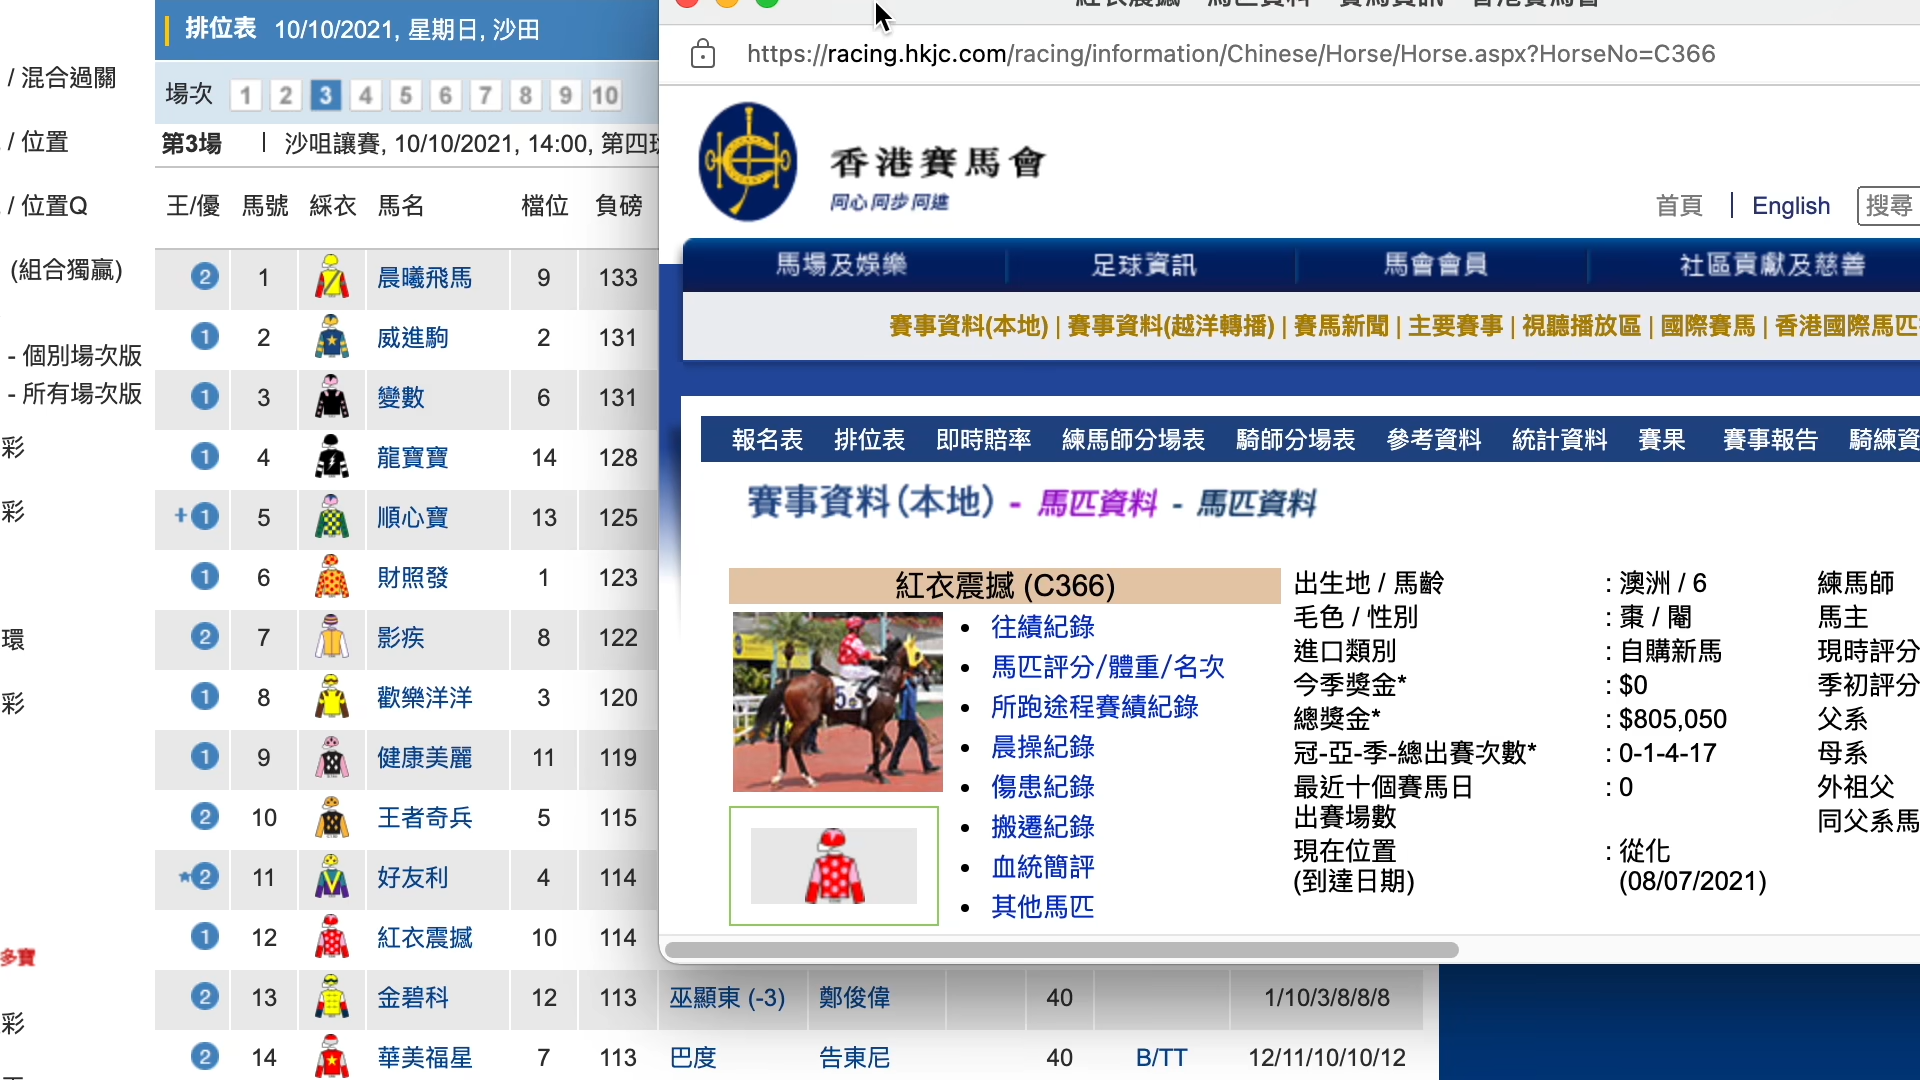 排位表 10/10/2021, 星期日, 沙田
/ 混合過關
/ 位置
/ 位置Q
(組合獨贏)
- 個別場次版
- 所有場次版
彩
彩
環
彩
多寶
彩
場次 1 2 3 4 5 6 7 8 9 10
第3場 | 沙咀讓賽, 10/10/2021, 14:00, 第四
王/優 馬號 綵衣 馬名 檔位 負磅
2 1 晨曦飛馬 9 133
1 2 威進駒 2 131
1 3 變數 6 131
1 4 龍寶寶 14 128
+ 1 5 順心寶 13 125
1 6 財照發 1 123
2 7 影疾 8 122
1 8 歡樂洋洋 3 120
1 9 健康美麗 11 119
2 10 王者奇兵 5 115
★ 2 11 好友利 4 114
1 12 紅衣震撼 10 114
2 13 金碧科 12 113 巫顯東 (-3) 鄭俊偉 40 1/10/3/8/8/8
2 14 華美福星 7 113 巴度 告東尼 40 B/TT 12/11/10/10/12
紅衣震撼 - 馬匹資料 - 賽馬資訊 - 香港賽馬會
https://racing.hkjc.com/racing/information/Chinese/Horse/Horse.aspx?HorseNo=C366
香港賽馬會
同心同步同進
首頁 | English 搜尋
馬場及娛樂 足球資訊 馬會會員 社區貢獻及慈善
賽事資料(本地) | 賽事資料(越洋轉播) | 賽馬新聞 | 主要賽事 | 視聽播放區 | 國際賽馬 | 香港國際馬匹
報名表 排位表 即時賠率 練馬師分場表 騎師分場表 參考資料 統計資料 賽果 賽事報告 騎練資
賽事資料(本地) - 馬匹資料 - 馬匹資料
紅衣震撼 (C366)
• 往績紀錄
• 馬匹評分/體重/名次
• 所跑途程賽績紀錄
• 晨操紀錄
• 傷患紀錄
• 搬遷紀錄
• 血統簡評
• 其他馬匹
5
出生地 / 馬齡 : 澳洲 / 6 練馬師
毛色 / 性別 : 棗 / 閹 馬主
進口類別 : 自購新馬 現時評分
今季獎金* : $0 季初評分
總獎金* : $805,050 父系
冠-亞-季-總出賽次數* : 0-1-4-17 母系
最近十個賽馬日 : 0 外祖父
出賽場數 同父系馬
現在位置 : 從化
(到達日期) (08/07/2021)